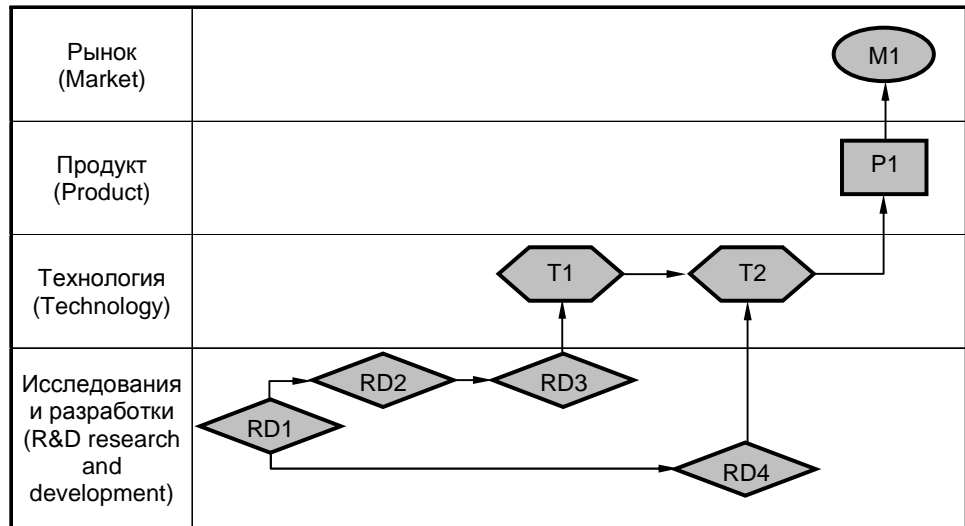 Рынок
(Market)
M1
Продукт
(Product)
P1
Технология
(Technology)
T1
T2
Исследования
и разработки
(R&D research
and
development)
RD1
RD2
RD3
RD4